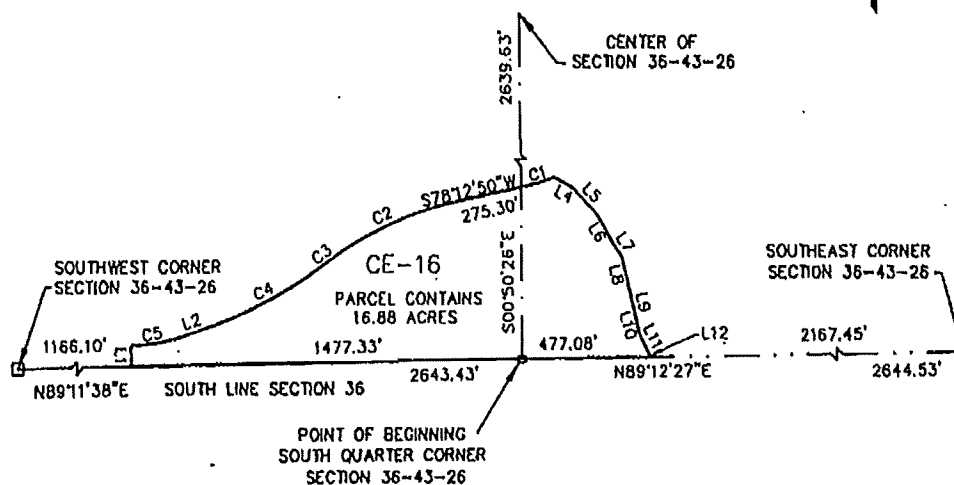 CENTER OF
SECTION 36-43-26
2639.63'
S78°12'50"W
275.30'
C1
L4
L5
L6
L7
L8
L9
L10
L11
L12
C2
C3
C4
L2
C5
CE-16
PARCEL CONTAINS
16.88 ACRES
S00°50'26"E
SOUTHWEST CORNER
SECTION 36-43-26
SOUTHEAST CORNER
SECTION 36-43-26
1166.10'
1477.33'
477.08'
2167.45'
N89°11'38"E
SOUTH LINE SECTION 36
2643.43'
N89°12'27"E
2644.53'
POINT OF BEGINNING
SOUTH QUARTER CORNER
SECTION 36-43-26